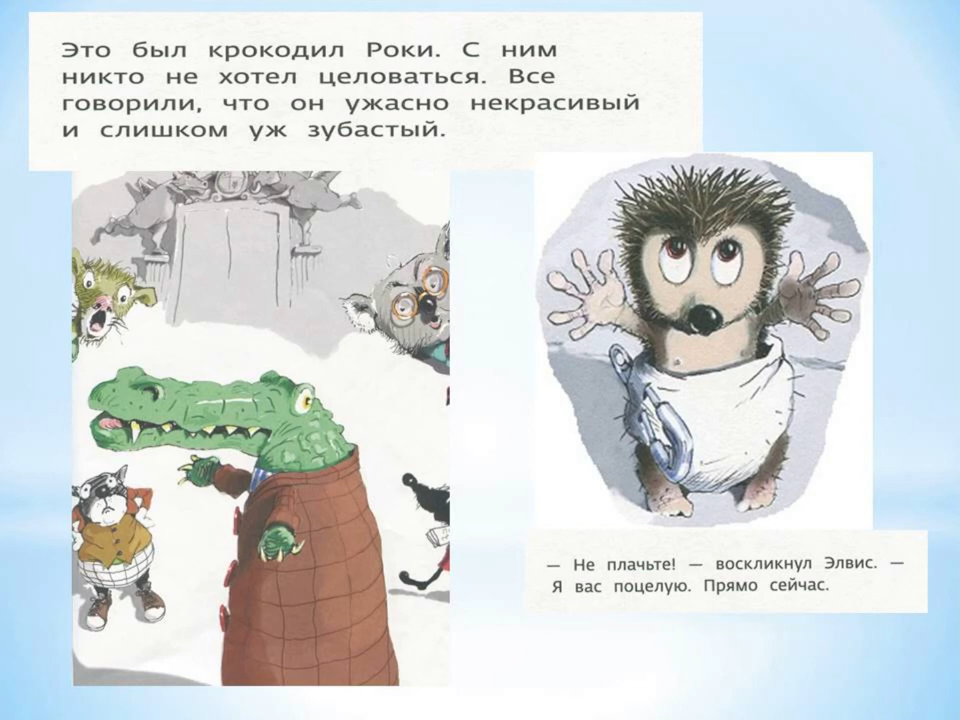 Это был крокодил Роки. С ним
никто не хотел целоваться. Все
говорили, что он ужасно некрасивый
и слишком уж зубастый.
— Не плачьте! — воскликнул Элвис. —
Я вас поцелую. Прямо сейчас.